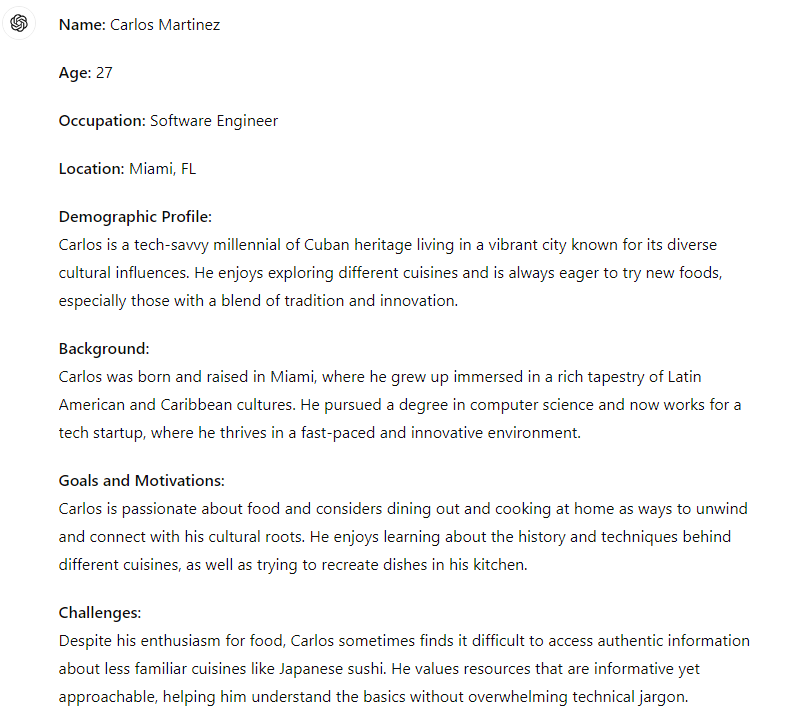 Name: Carlos Martinez
Age: 27
Occupation: Software Engineer
Location: Miami, FL
Demographic Profile:
Carlos is a tech-savvy millennial of Cuban heritage living in a vibrant city known for its diverse
cultural influences. He enjoys exploring different cuisines and is always eager to try new foods,
especially those with a blend of tradition and innovation.
Background:
Carlos was born and raised in Miami, where he grew up immersed in a rich tapestry of Latin
American and Caribbean cultures. He pursued a degree in computer science and now works for a
tech startup, where he thrives in a fast-paced and innovative environment.
Goals and Motivations:
Carlos is passionate about food and considers dining out and cooking at home as ways to unwind
and connect with his cultural roots. He enjoys learning about the history and techniques behind
different cuisines, as well as trying to recreate dishes in his kitchen.
Challenges:
Despite his enthusiasm for food, Carlos sometimes finds it difficult to access authentic information
about less familiar cuisines like Japanese sushi. He values resources that are informative yet
approachable, helping him understand the basics without overwhelming technical jargon.